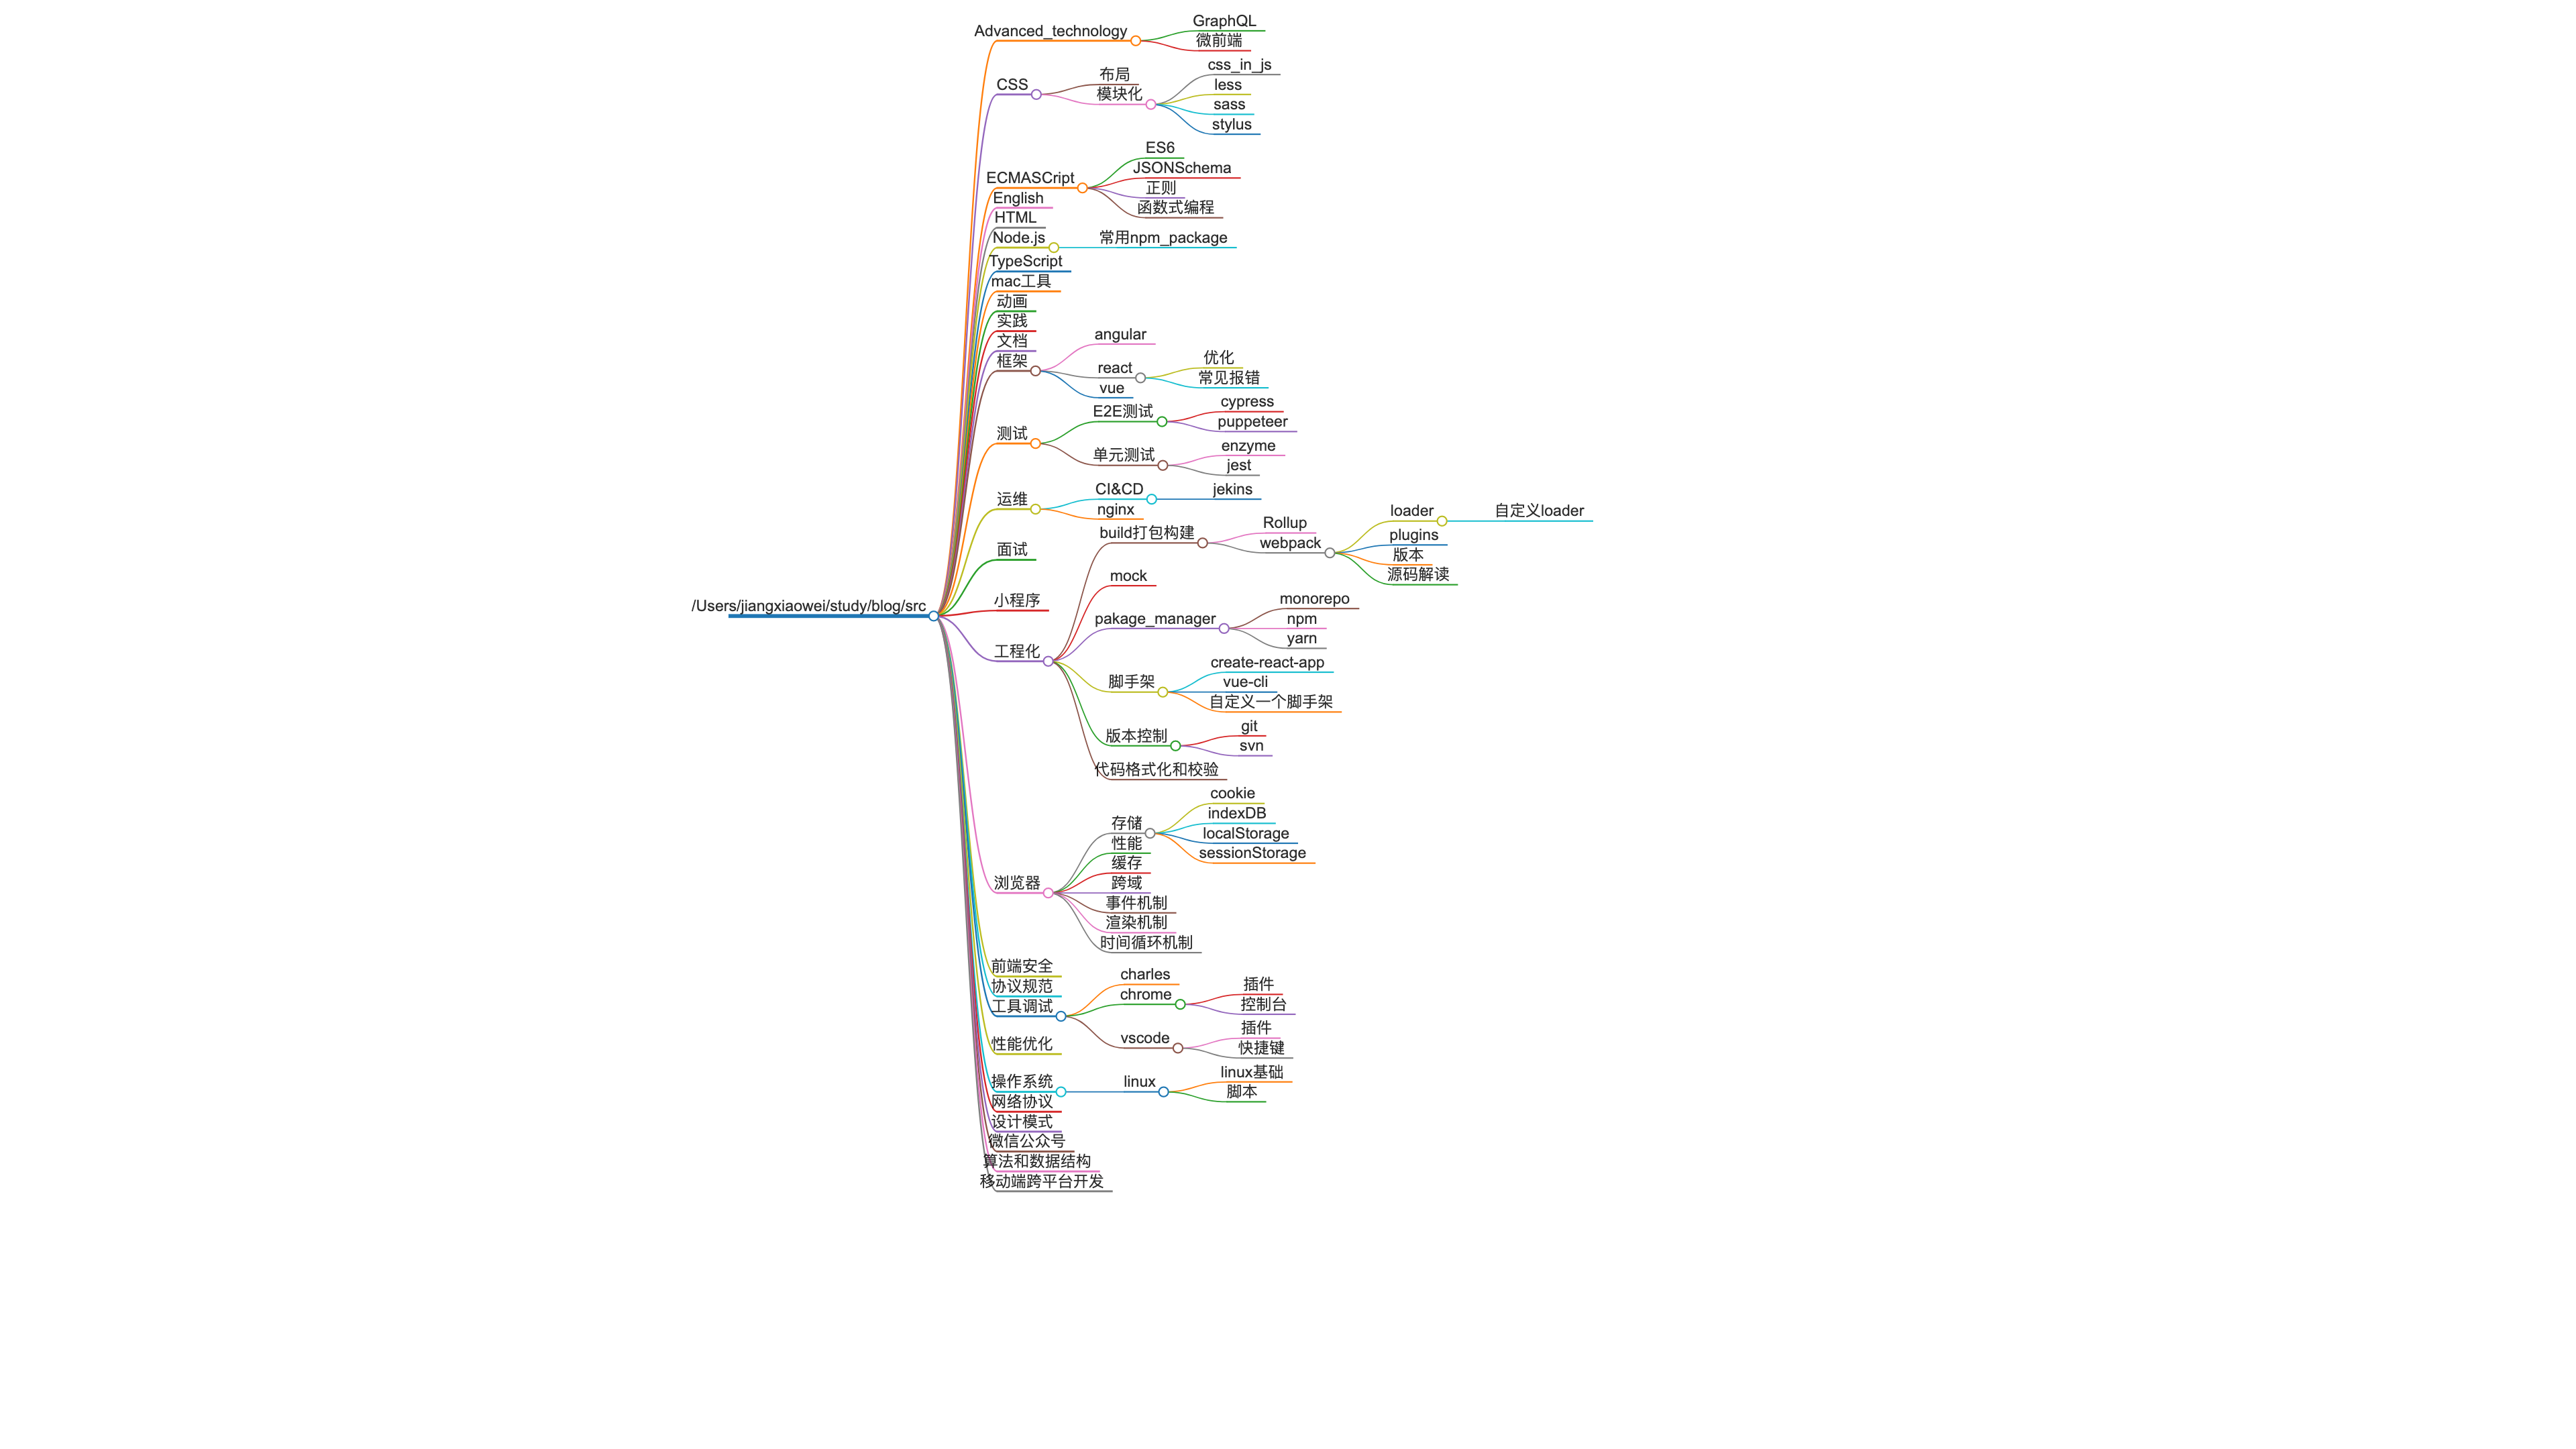 /Users/jiangxiaowei/study/blog/src
Advanced_technology
GraphQL
微前端
CSS
布局
模块化
css_in_js
less
sass
stylus
ECMASCript
ES6
JSONSchema
正则
函数式编程
English
HTML
Node.js
常用npm_package
TypeScript
mac工具
动画
实践
文档
框架
angular
react
优化
常见报错
vue
测试
E2E测试
cypress
puppeteer
单元测试
enzyme
jest
运维
CI&CD
jekins
nginx
面试
小程序
工程化
build打包构建
Rollup
webpack
loader
自定义loader
plugins
版本
源码解读
mock
pakage_manager
monorepo
npm
yarn
脚手架
create-react-app
vue-cli
自定义一个脚手架
版本控制
git
svn
代码格式化和校验
浏览器
存储
cookie
indexDB
localStorage
sessionStorage
性能
缓存
跨域
事件机制
渲染机制
时间循环机制
前端安全
协议规范
工具调试
charles
chrome
插件
控制台
vscode
插件
快捷键
性能优化
操作系统
linux
linux基础
脚本
网络协议
设计模式
微信公众号
算法和数据结构
移动端跨平台开发